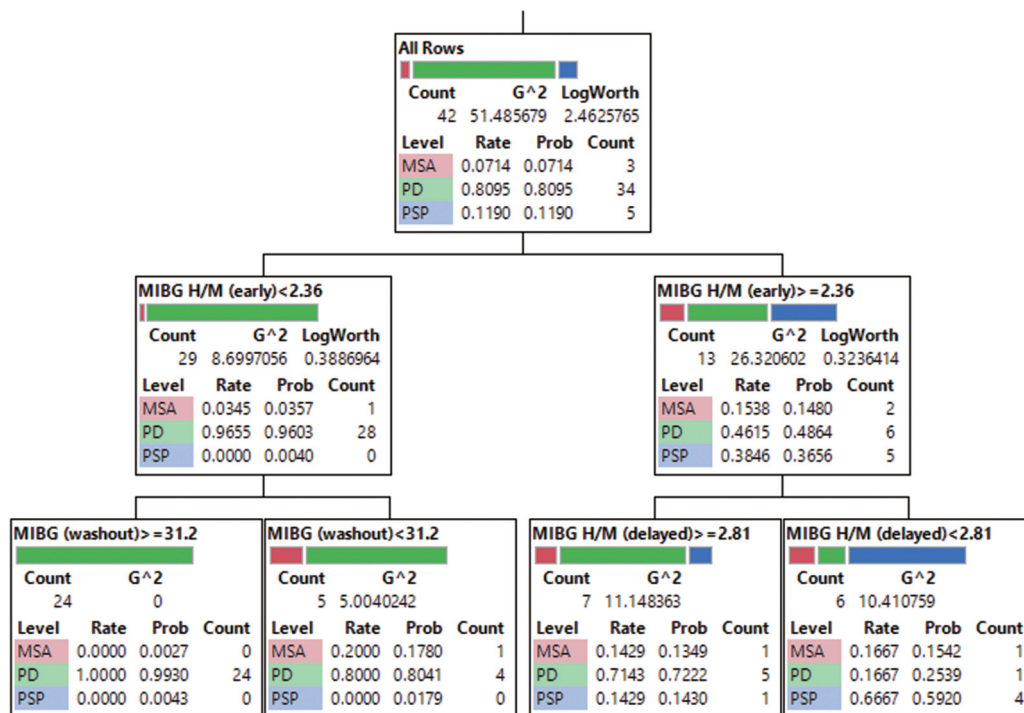 All Rows
Count G^2 LogWorth
42 51.485679 2.4625765
Level Rate Prob Count
MSA 0.0714 0.0714 3
PD 0.8095 0.8095 34
PSP 0.1190 0.1190 5
MIBG H/M (early)<2.36
Count G^2 LogWorth
29 8.6997056 0.3886964
Level Rate Prob Count
MSA 0.0345 0.0357 1
PD 0.9655 0.9603 28
PSP 0.0000 0.0040 0
MIBG H/M (early)>=2.36
Count G^2 LogWorth
13 26.320602 0.3236414
Level Rate Prob Count
MSA 0.1538 0.1480 2
PD 0.4615 0.4864 6
PSP 0.3846 0.3656 5
MIBG (washout)>=31.2
Count G^2
24 0
Level Rate Prob Count
MSA 0.0000 0.0027 0
PD 1.0000 0.9930 24
PSP 0.0000 0.0043 0
MIBG (washout)<31.2
Count G^2
5 5.0040242
Level Rate Prob Count
MSA 0.2000 0.1780 1
PD 0.8000 0.8041 4
PSP 0.0000 0.0179 0
MIBG H/M (delayed)>=2.81
Count G^2
7 11.148363
Level Rate Prob Count
MSA 0.1429 0.1349 1
PD 0.7143 0.7222 5
PSP 0.1429 0.1430 1
MIBG H/M (delayed)<2.81
Count G^2
6 10.410759
Level Rate Prob Count
MSA 0.1667 0.1542 1
PD 0.1667 0.2539 1
PSP 0.6667 0.5920 4